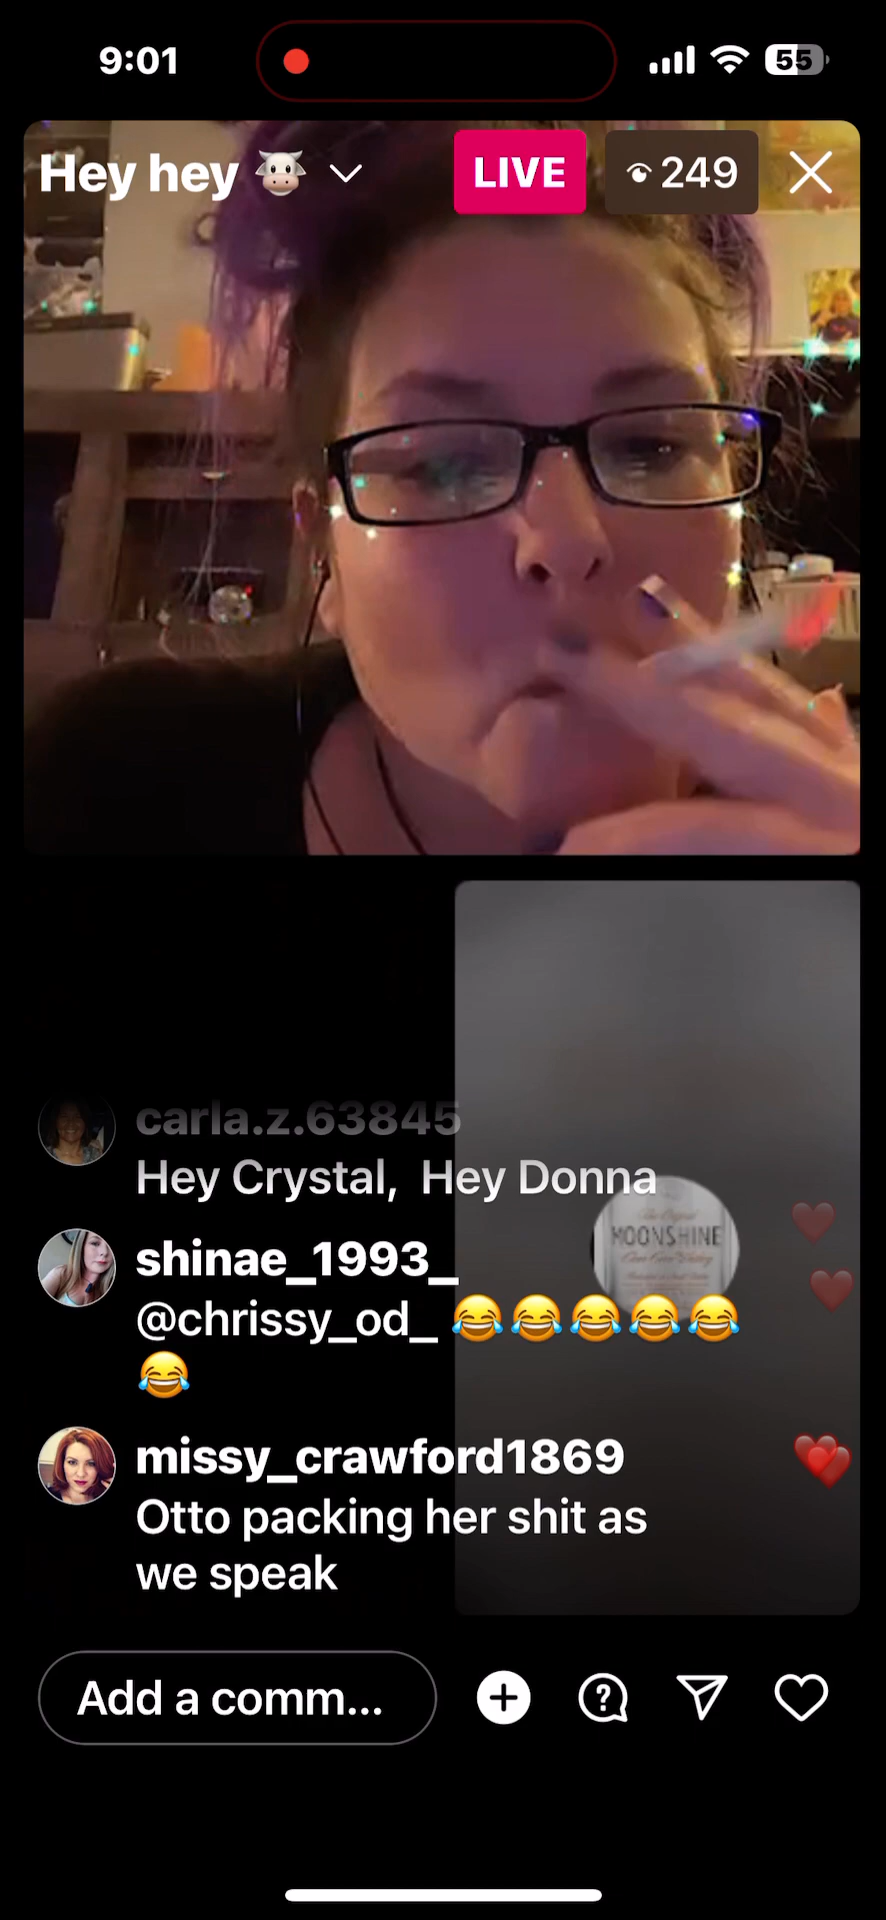 9:01
55
Hey hey 🐮
LIVE
249
carla.z.63845
Hey Crystal, Hey Donna
MOONSHINE
shinae_1993_
@chrissy_od_ 😂😂😂😂😂
😂
missy_crawford1869
Otto packing her shit as
we speak
Add a comm...